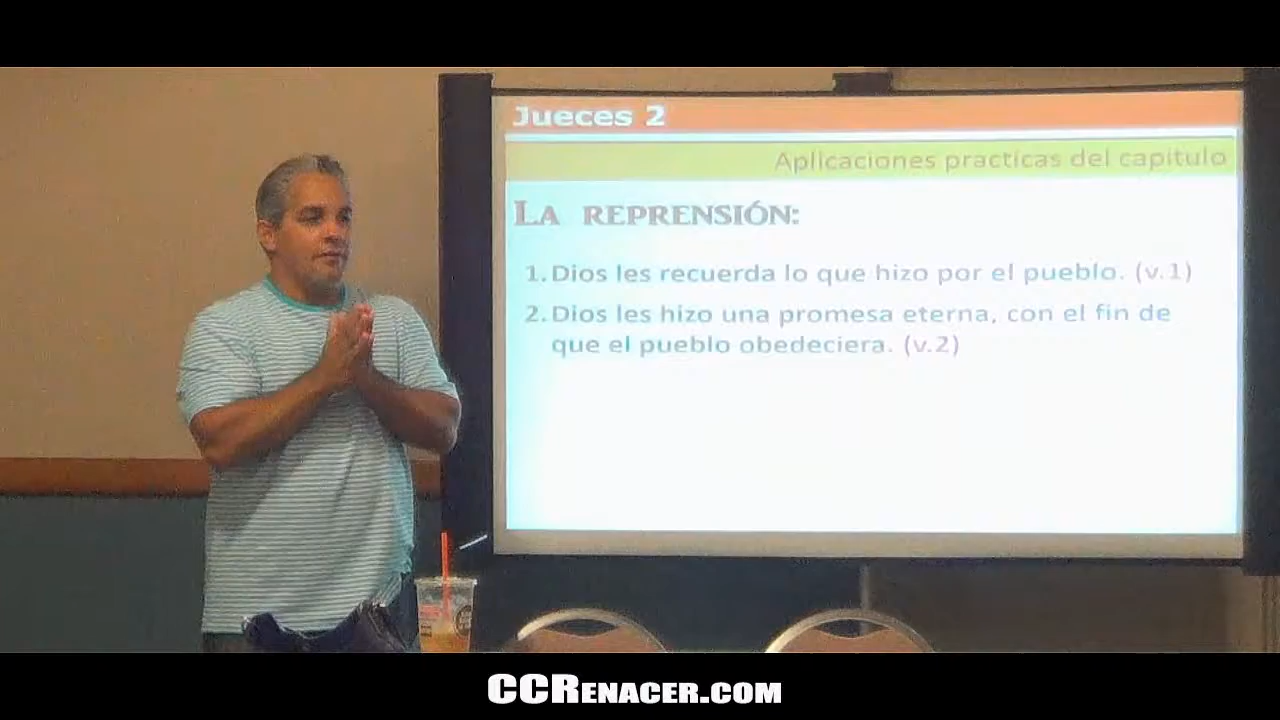 Jueces 2
Aplicaciones practicas del capitulo
LA REPRENSIÓN:
1. Dios les recuerda lo que hizo por el pueblo. (v.1)
2. Dios les hizo una promesa eterna, con el fin de
que el pueblo obedeciera. (v.2)
CCRENACER.COM